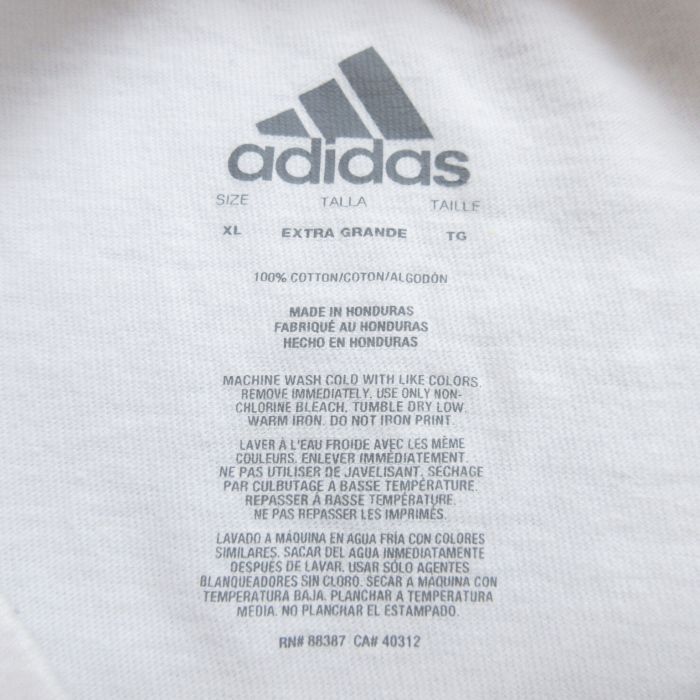 adidas
SIZE TALLA TAILLE
XL EXTRA GRANDE TG
100% COTTON/COTON/ALGODÓN
MADE IN HONDURAS
FABRIQUÉ AU HONDURAS
HECHO EN HONDURAS
MACHINE WASH COLD WITH LIKE COLORS.
REMOVE IMMEDIATELY. USE ONLY NON-
CHLORINE BLEACH. TUMBLE DRY LOW.
WARM IRON. DO NOT IRON PRINT.
LAVER À L'EAU FROIDE AVEC LES MÊME
COULEURS. ENLEVER IMMÉDIATEMENT.
NE PAS UTILISER DE JAVELISANT. SÉCHAGE
PAR CULBUTAGE À BASSE TEMPÉRATURE.
REPASSER À BASSE TEMPÉRATURE.
NE PAS REPASSER LES IMPRIMÉS.
LAVADO A MÁQUINA EN AGUA FRÍA CON COLORES
SIMILARES. SACAR DEL AGUA INMEDIATAMENTE
DESPUÉS DE LAVAR. USAR SÓLO AGENTES
BLANQUEADORES SIN CLORO. SECAR A MÁQUINA CON
TEMPERATURA BAJA. PLANCHAR A TEMPERATURA
MEDIA. NO PLANCHAR EL ESTAMPADO.
RN# 88387 CA# 40312